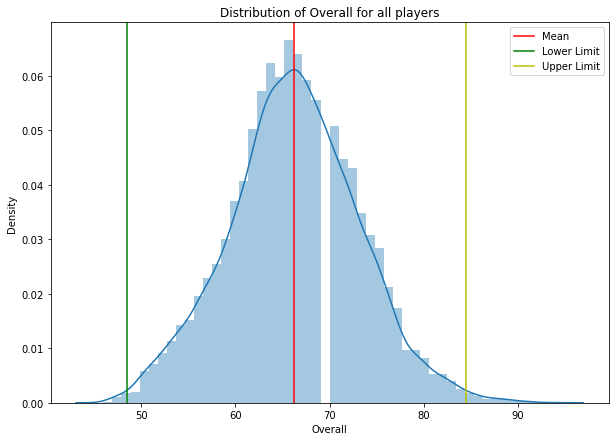 Distribution of Overall for all players
Mean
Lower Limit
Upper Limit
0.06
0.05
0.04
0.03
0.02
0.01
0.00
Density
50
60
70
80
90
Overall